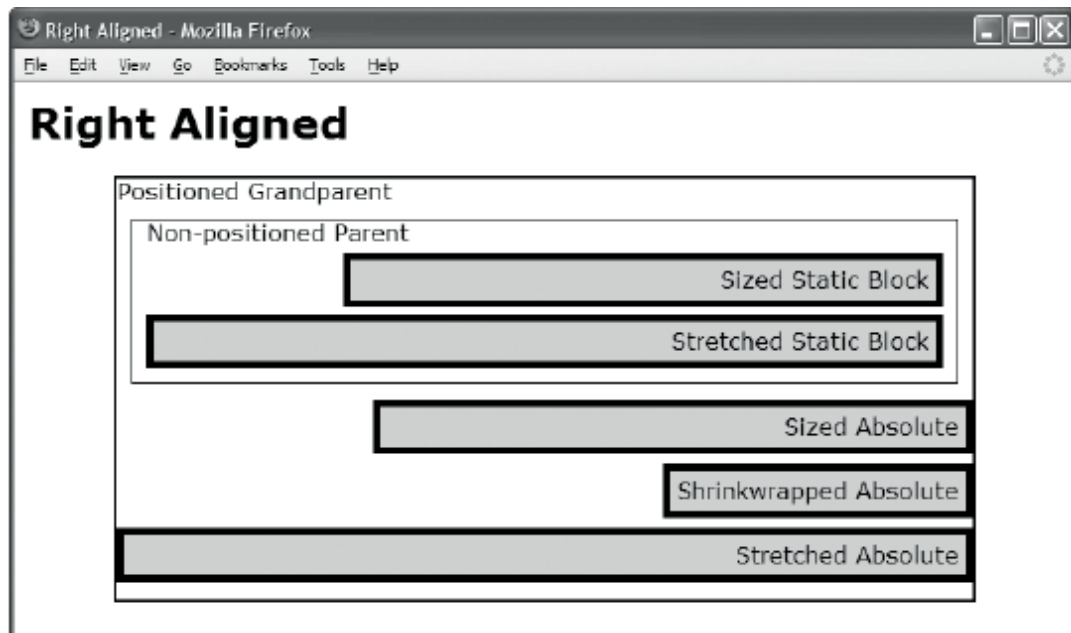 Right Aligned - Mozilla Firefox
File Edit View Go Bookmarks Tools Help
Right Aligned
Positioned Grandparent
Non-positioned Parent
Sized Static Block
Stretched Static Block
Sized Absolute
Shrinkwrapped Absolute
Stretched Absolute